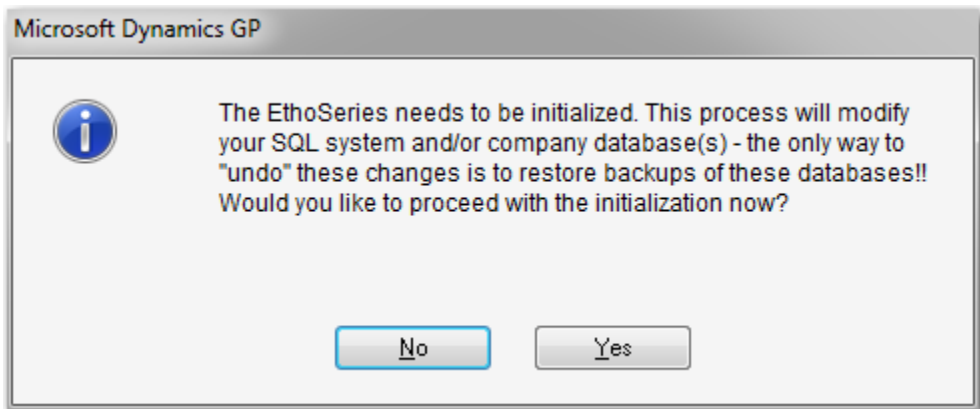 Microsoft Dynamics GP
The EthoSeries needs to be initialized. This process will modify
your SQL system and/or company database(s) - the only way to
"undo" these changes is to restore backups of these databases!!
Would you like to proceed with the initialization now?
No Yes